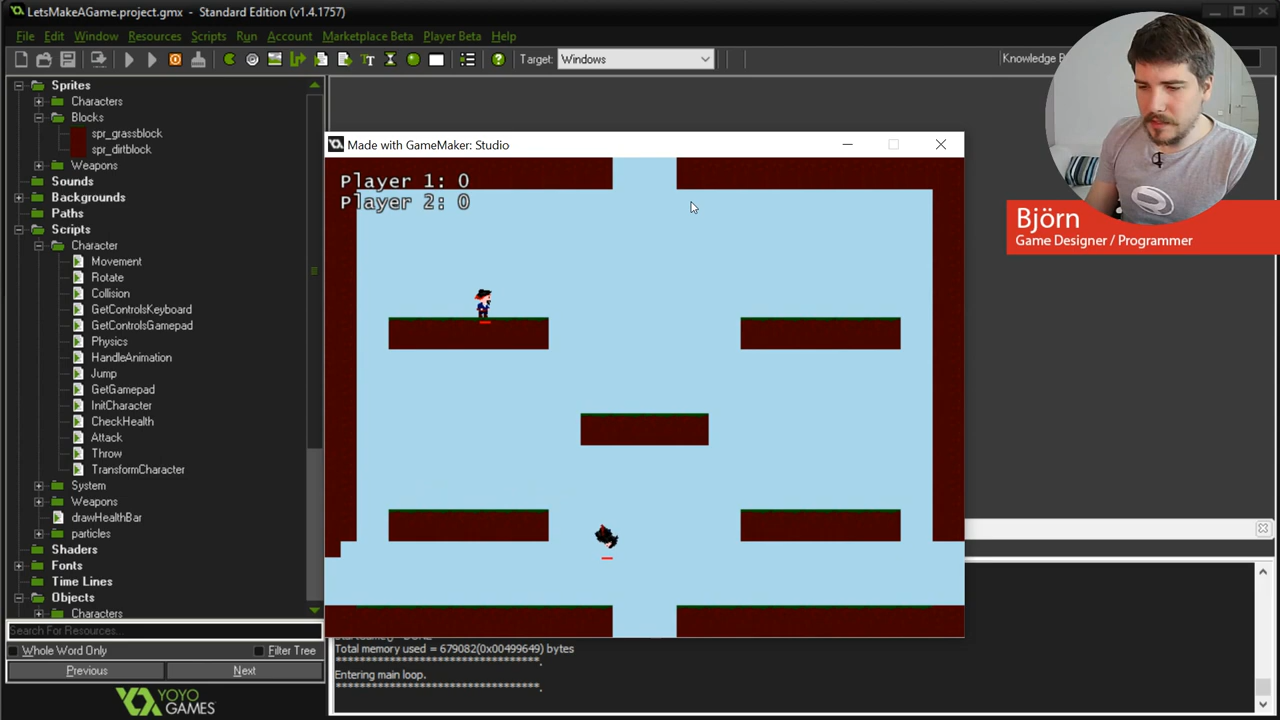 LetsMakeAGame.project.gmx - Standard Edition (v1.4.1757)
File Edit Window Resources Scripts Run Account Marketplace Beta Player Beta Help
Target: Windows
Knowledge
Sprites
Characters
Blocks
spr_grassblock
spr_dirtblock
Weapons
Sounds
Backgrounds
Paths
Scripts
Character
Movement
Rotate
Collision
GetControlsKeyboard
GetControlsGamepad
Physics
HandleAnimation
Jump
GetGamepad
InitCharacter
CheckHealth
Attack
Throw
TransformCharacter
System
Weapons
drawHealthBar
particles
Shaders
Fonts
Time Lines
Objects
Characters
Search For Resources...
Whole Word Only Filter Tree
Previous Next
YOYO
GAMES
Made with GameMaker: Studio
Player 1: 0
Player 2: 0
Total memory used = 679082(0x00499649) bytes
**********************************.
Entering main loop.
**********************************.
Björn
Game Designer / Programmer